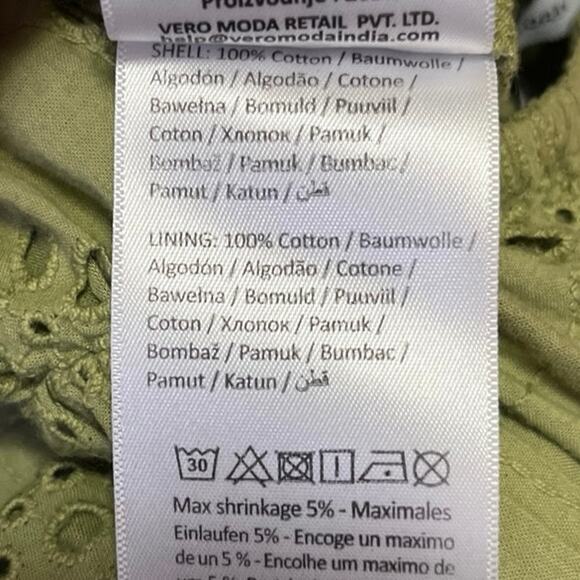 VERO MODA RETAIL PVT. LTD.
help@veromodaindia.com
SHELL: 100% Cotton / Baumwolle /
Algodón / Algodão / Cotone /
Bawełna / Bomuld / Puuviil /
Coton / Хлопок / Pamuk /
Bombaž / Pamuk / Bumbac /
Pamut / Katun / قطن
LINING: 100% Cotton / Baumwolle /
Algodón / Algodão / Cotone /
Bawełna / Bomuld / Puuviil /
Coton / Хлопок / Pamuk /
Bombaž / Pamuk / Bumbac /
Pamut / Katun / قطن
30
Max shrinkage 5% - Maximales
Einlaufen 5% - Encoge un maximo
de un 5 % - Encolhe um maximo de